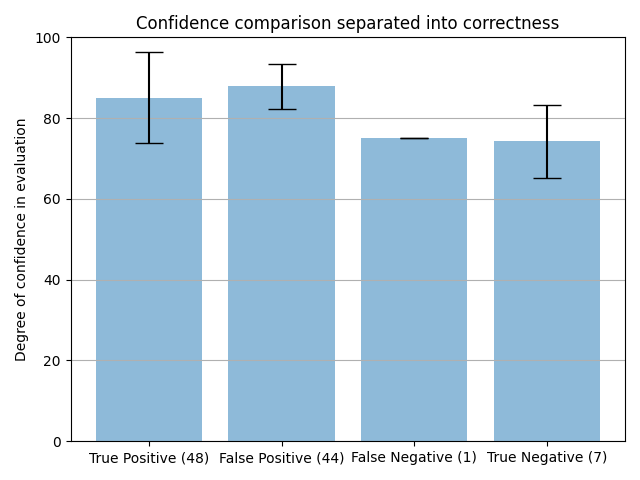 Confidence comparison separated into correctness
Degree of confidence in evaluation
100
80
60
40
20
0
True Positive (48)
False Positive (44)
False Negative (1)
True Negative (7)